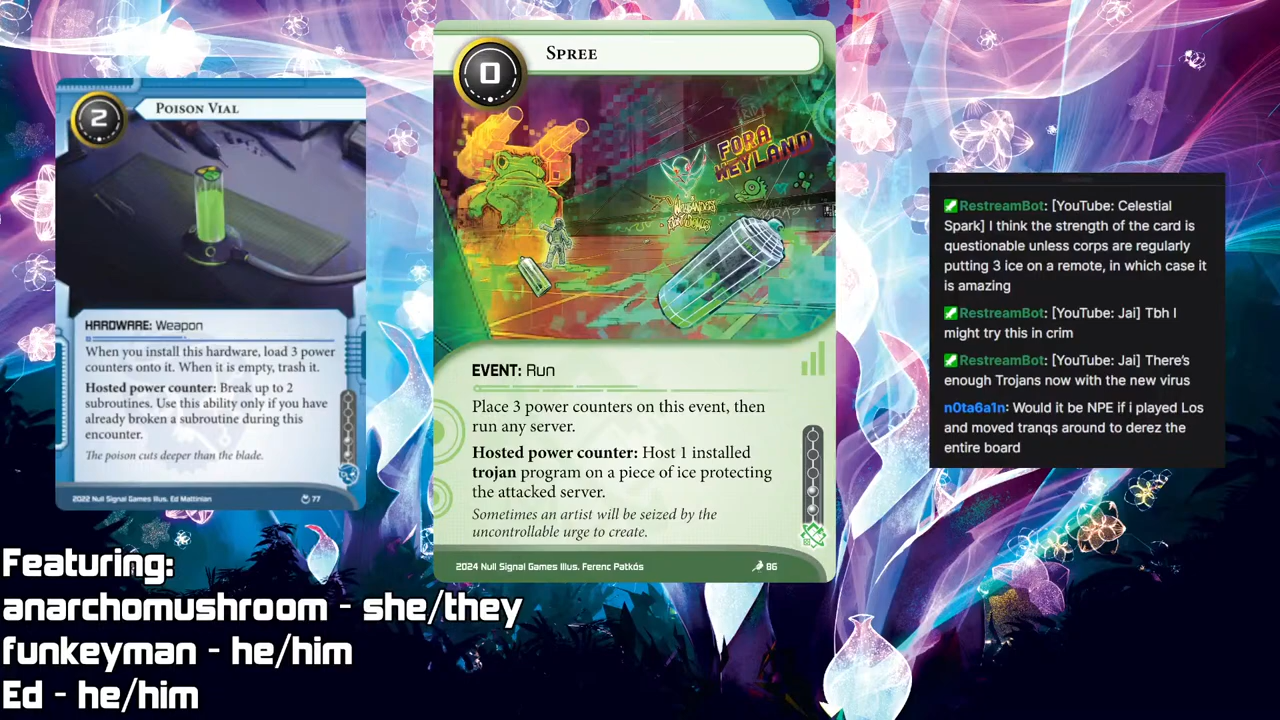 2
POISON VIAL
HARDWARE: Weapon
When you install this hardware, load 3 power
counters onto it. When it is empty, trash it.
Hosted power counter: Break up to 2
subroutines. Use this ability only if you have
already broken a subroutine during this
encounter.
The poison cuts deeper than the blade.
2022 Null Signal Games Illus. Ed Mattinian
77
0
SPREE
FORA
WEYLAND
EVENT: Run
Place 3 power counters on this event, then
run any server.
Hosted power counter: Host 1 installed
trojan program on a piece of ice protecting
the attacked server.
Sometimes an artist will be seized by the
uncontrollable urge to create.
2024 Null Signal Games Illus. Ferenc Patkós
86
RestreamBot: [YouTube: Celestial
Spark] I think the strength of the card is
questionable unless corps are regularly
putting 3 ice on a remote, in which case it
is amazing
RestreamBot: [YouTube: Jai] Tbh I
might try this in crim
RestreamBot: [YouTube: Jai] There's
enough Trojans now with the new virus
n0ta6a1n: Would it be NPE if i played Los
and moved tranqs around to derez the
entire board
Featuring:
anarchomushroom - she/they
funkeyman - he/him
Ed - he/him